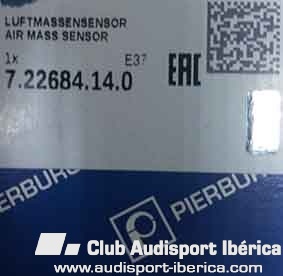 LUFTMASSENSENSOR
AIR MASS SENSOR
1x E37
7.22684.14.0
EAC
PIERBURG
PIERBURG
Club Audisport Ibérica
www.audisport-iberica.com